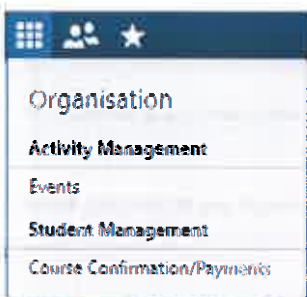 Organisation
Activity Management
Events
Student Management
Course Confirmation/Payments